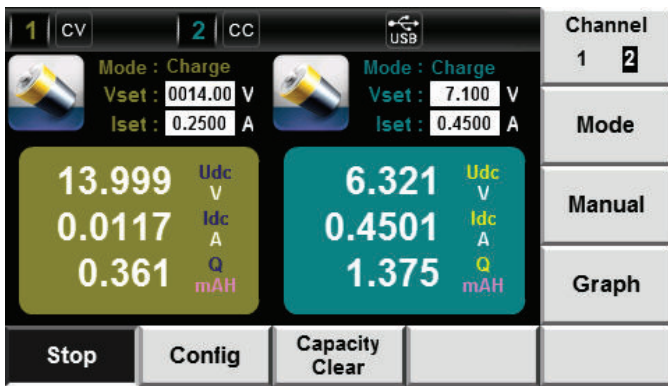 1 CV 2 CC USB
Mode : Charge
Vset : 0014.00 V
Iset : 0.2500 A
13.999 Udc V
0.0117 Idc A
0.361 Q mAH
Mode : Charge
Vset : 7.100 V
Iset : 0.4500 A
6.321 Udc V
0.4501 Idc A
1.375 Q mAH
Channel
1 2
Mode
Manual
Graph
Stop Config Capacity Clear